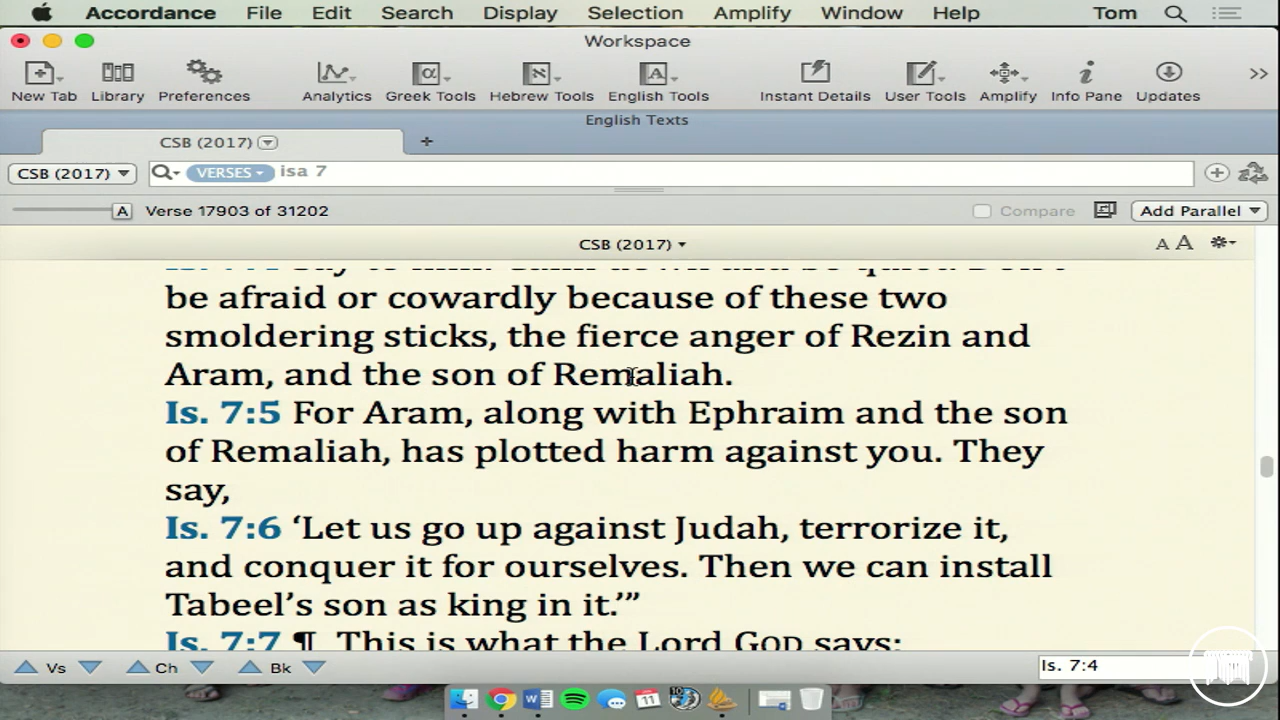 Accordance File Edit Search Display Selection Amplify Window Help Tom
Workspace
New Tab Library Preferences Analytics Greek Tools Hebrew Tools English Tools Instant Details User Tools Amplify Info Pane Updates
English Texts
CSB (2017)
CSB (2017) VERSES isa 7
A Verse 17903 of 31202 Compare Add Parallel
CSB (2017) A A
be afraid or cowardly because of these two
smoldering sticks, the fierce anger of Rezin and
Aram, and the son of Remaliah.
Is. 7:5 For Aram, along with Ephraim and the son
of Remaliah, has plotted harm against you. They
say,
Is. 7:6 ‘Let us go up against Judah, terrorize it,
and conquer it for ourselves. Then we can install
Tabeel’s son as king in it.’”
Is. 7:7 ¶ This is what the Lord GOD says:
Vs Ch Bk Is. 7:4
11